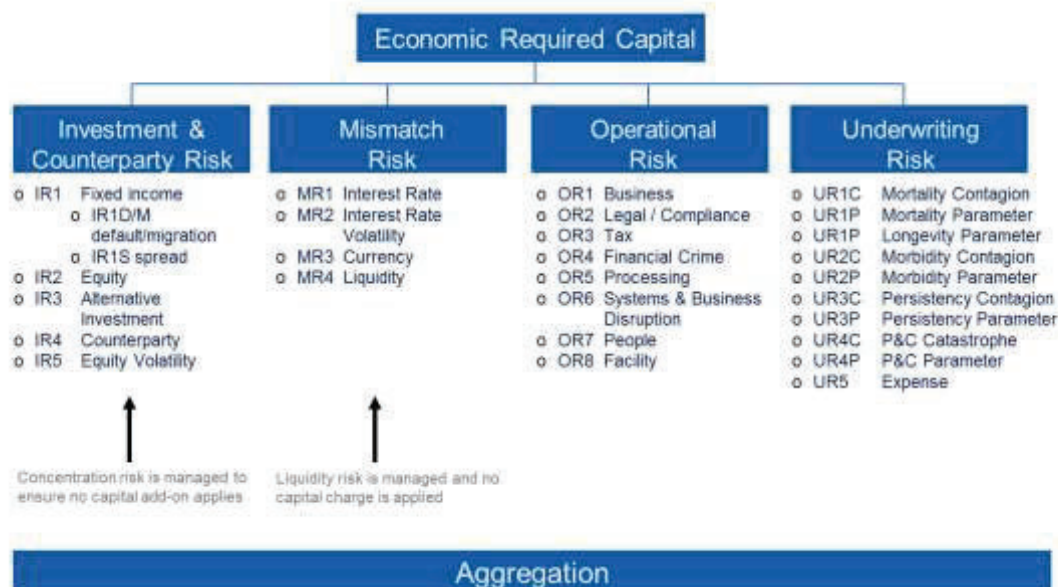 Economic Required Capital
Investment &
Counterparty Risk
o IR1 Fixed income
o IR1D/M
default/migration
o IR1S spread
o IR2 Equity
o IR3 Alternative
Investment
o IR4 Counterparty
o IR5 Equity Volatility
Concentration risk is managed to
ensure no capital add-on applies
Mismatch
Risk
o MR1 Interest Rate
o MR2 Interest Rate
Volatility
o MR3 Currency
o MR4 Liquidity
Liquidity risk is managed and no
capital charge is applied
Operational
Risk
o OR1 Business
o OR2 Legal / Compliance
o OR3 Tax
o OR4 Financial Crime
o OR5 Processing
o OR6 Systems & Business
Disruption
o OR7 People
o OR8 Facility
Underwriting
Risk
o UR1C Mortality Contagion
o UR1P Mortality Parameter
o UR1P Longevity Parameter
o UR2C Morbidity Contagion
o UR2P Morbidity Parameter
o UR3C Persistency Contagion
o UR3P Persistency Parameter
o UR4C P&C Catastrophe
o UR4P P&C Parameter
o UR5 Expense
Aggregation